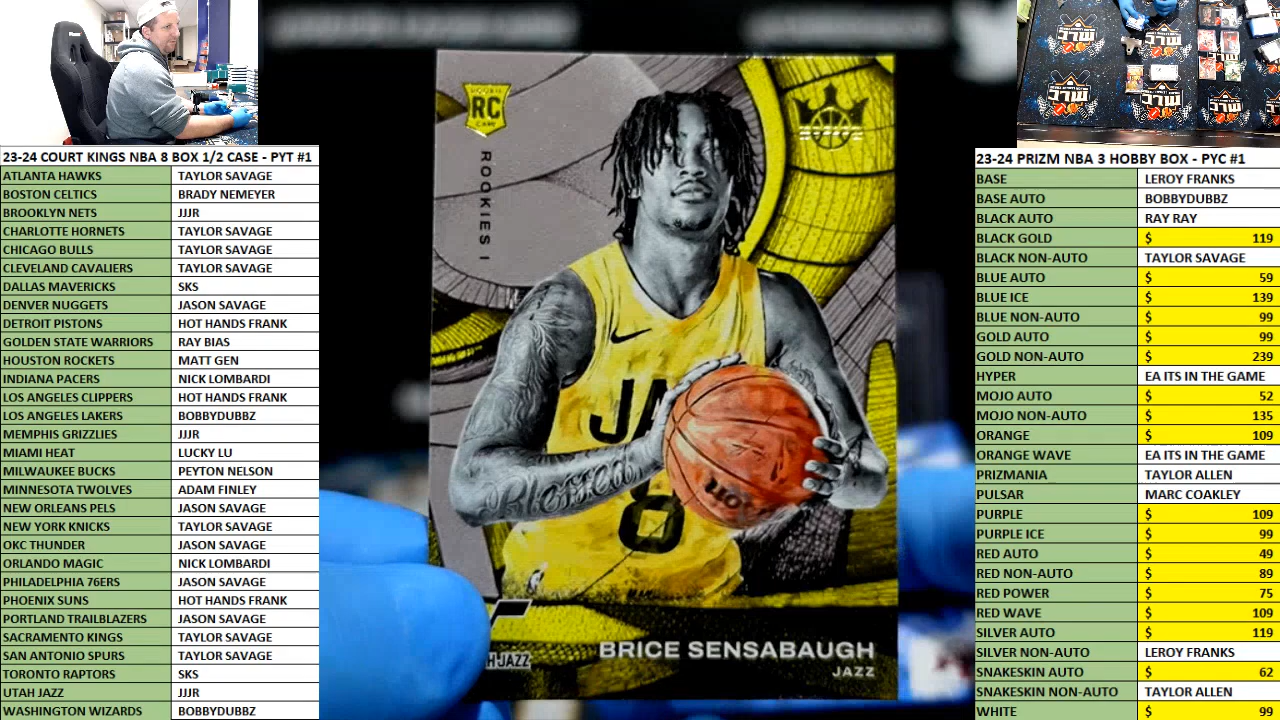 23-24 COURT KINGS NBA 8 BOX 1/2 CASE - PYT #1
ATLANTA HAWKS TAYLOR SAVAGE
BOSTON CELTICS BRADY NEMEYER
BROOKLYN NETS JJJR
CHARLOTTE HORNETS TAYLOR SAVAGE
CHICAGO BULLS TAYLOR SAVAGE
CLEVELAND CAVALIERS TAYLOR SAVAGE
DALLAS MAVERICKS SKS
DENVER NUGGETS JASON SAVAGE
DETROIT PISTONS HOT HANDS FRANK
GOLDEN STATE WARRIORS RAY BIAS
HOUSTON ROCKETS MATT GEN
INDIANA PACERS NICK LOMBARDI
LOS ANGELES CLIPPERS HOT HANDS FRANK
LOS ANGELES LAKERS BOBBYDUBBZ
MEMPHIS GRIZZLIES JJJR
MIAMI HEAT LUCKY LU
MILWAUKEE BUCKS PEYTON NELSON
MINNESOTA TWOLVES ADAM FINLEY
NEW ORLEANS PELS JASON SAVAGE
NEW YORK KNICKS TAYLOR SAVAGE
OKC THUNDER JASON SAVAGE
ORLANDO MAGIC NICK LOMBARDI
PHILADELPHIA 76ERS JASON SAVAGE
PHOENIX SUNS HOT HANDS FRANK
PORTLAND TRAILBLAZERS JASON SAVAGE
SACRAMENTO KINGS TAYLOR SAVAGE
SAN ANTONIO SPURS TAYLOR SAVAGE
TORONTO RAPTORS SKS
UTAH JAZZ JJJR
WASHINGTON WIZARDS BOBBYDUBBZ
ROOKIE
RC
CARD
ROOKIES I
JA
Blessed
8
BRICE SENSABAUGH
JAZZ
23-24 PRIZM NBA 3 HOBBY BOX - PYC #1
BASE LEROY FRANKS
BASE AUTO BOBBYDUBBZ
BLACK AUTO RAY RAY
BLACK GOLD $ 119
BLACK NON-AUTO TAYLOR SAVAGE
BLUE AUTO $ 59
BLUE ICE $ 139
BLUE NON-AUTO $ 99
GOLD AUTO $ 99
GOLD NON-AUTO $ 239
HYPER EA ITS IN THE GAME
MOJO AUTO $ 52
MOJO NON-AUTO $ 135
ORANGE $ 109
ORANGE WAVE EA ITS IN THE GAME
PRIZMANIA TAYLOR ALLEN
PULSAR MARC COAKLEY
PURPLE $ 109
PURPLE ICE $ 99
RED AUTO $ 49
RED NON-AUTO $ 89
RED POWER $ 75
RED WAVE $ 109
SILVER AUTO $ 119
SILVER NON-AUTO LEROY FRANKS
SNAKESKIN AUTO $ 62
SNAKESKIN NON-AUTO TAYLOR ALLEN
WHITE $ 99